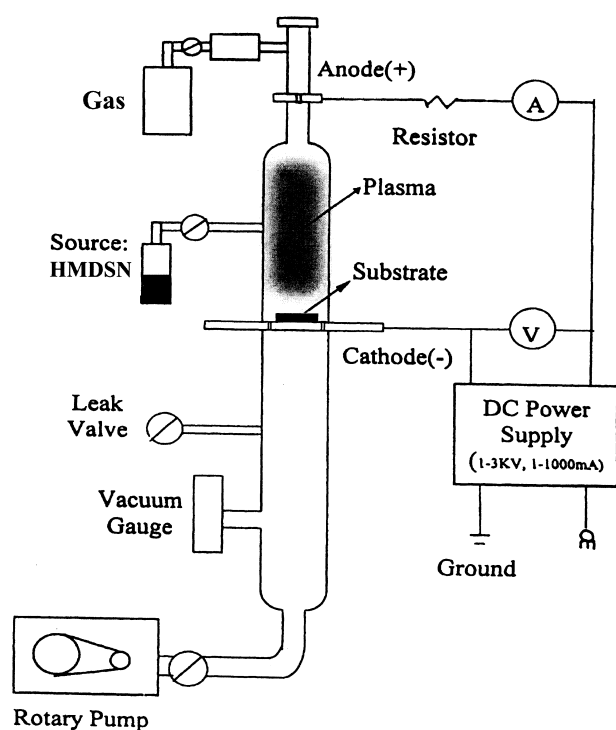 Anode(+)
Gas
A
Resistor
Plasma
Source:
HMDSN
Substrate
V
Cathode(-)
Leak
Valve
DC Power
Supply
(1-3KV, 1-1000mA)
Vacuum
Gauge
Ground
Rotary Pump